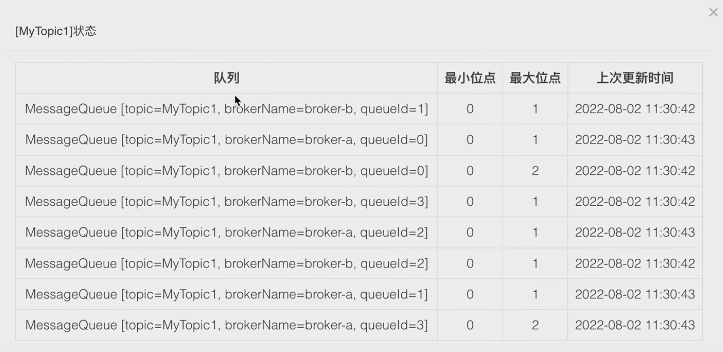 ×
[MyTopic1]状态
队列 最小位点 最大位点 上次更新时间
MessageQueue [topic=MyTopic1, brokerName=broker-b, queueId=1] 0 1 2022-08-02 11:30:42
MessageQueue [topic=MyTopic1, brokerName=broker-a, queueId=0] 0 1 2022-08-02 11:30:43
MessageQueue [topic=MyTopic1, brokerName=broker-b, queueId=0] 0 2 2022-08-02 11:30:42
MessageQueue [topic=MyTopic1, brokerName=broker-b, queueId=3] 0 1 2022-08-02 11:30:42
MessageQueue [topic=MyTopic1, brokerName=broker-a, queueId=2] 0 1 2022-08-02 11:30:43
MessageQueue [topic=MyTopic1, brokerName=broker-b, queueId=2] 0 1 2022-08-02 11:30:42
MessageQueue [topic=MyTopic1, brokerName=broker-a, queueId=1] 0 1 2022-08-02 11:30:43
MessageQueue [topic=MyTopic1, brokerName=broker-a, queueId=3] 0 2 2022-08-02 11:30:43